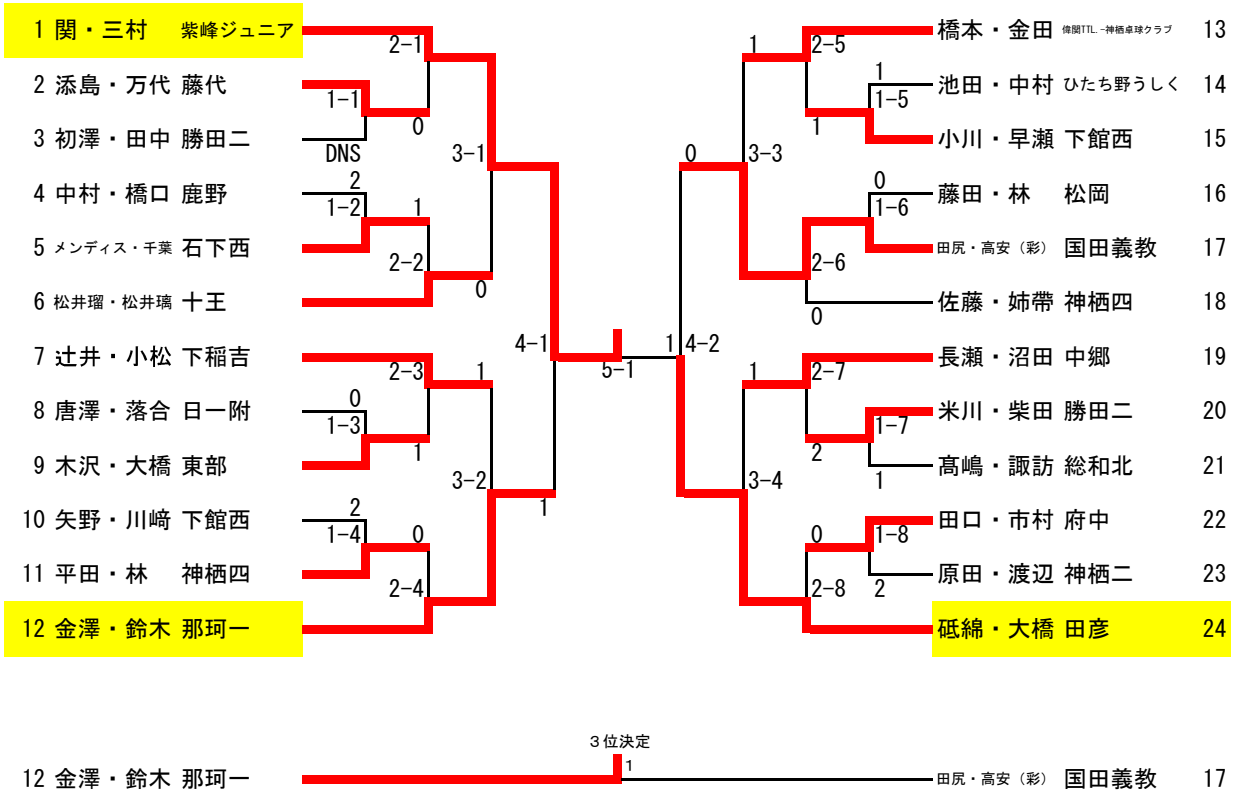 1 関・三村 紫峰ジュニア
2 添島・万代 藤代
3 初澤・田中 勝田二
4 中村・橋口 鹿野
5 メンディス・千葉 石下西
6 松井瑠・松井璃 十王
7 辻井・小松 下稲吉
8 唐澤・落合 日一附
9 木沢・大橋 東部
10 矢野・川﨑 下館西
11 平田・林 神栖四
12 金澤・鈴木 那珂一
2-1
1-1
0
DNS
3-1
2
1-2
1
2-2
0
4-1
2-3
1
0
1-3
1
3-2
1
2
1-4
0
2-4
5-1
1
4-2
0
3-3
1
2-5
1
1-5
1
0
1-6
2-6
0
1
2-7
1-7
2
1
3-4
0
1-8
2-8
2
橋本・金田 偉関TTL.-神栖卓球クラブ 13
池田・中村 ひたち野うしく 14
小川・早瀬 下館西 15
藤田・林 松岡 16
田尻・高安（彩） 国田義教 17
佐藤・姉帶 神栖四 18
長瀬・沼田 中郷 19
米川・柴田 勝田二 20
髙嶋・諏訪 総和北 21
田口・市村 府中 22
原田・渡辺 神栖二 23
砥綿・大橋 田彦 24
３位決定
12 金澤・鈴木 那珂一
1
田尻・高安（彩） 国田義教 17